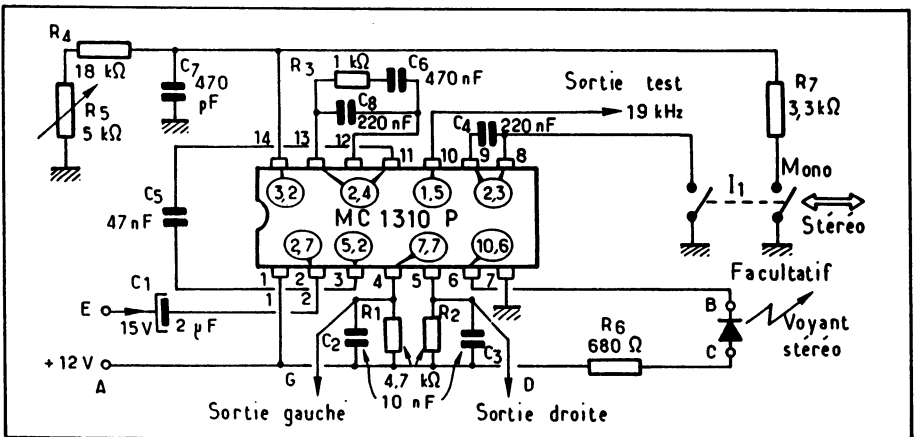 R4
18 kΩ
R5
5 kΩ
C7
470
pF
R3
1 kΩ
C6
470 nF
C8
220 nF
Sortie test
19 kHz
C4
220 nF
R7
3,3 kΩ
14 13 12 11 10 9 8
3,2 2,4 1,5 2,3
MC 1310 P
2,7 5,2 7,7 10,6
1 2 3 4 5 6 7
1 2
C5
47 nF
I1
Mono
Stéréo
Facultatif
C1
E
15 V
2 µF
R1
R2
C2
C3
B
C
Voyant
stéréo
R6
680 Ω
+ 12 V
A
G
4,7 kΩ
10 nF
D
Sortie gauche
Sortie droite